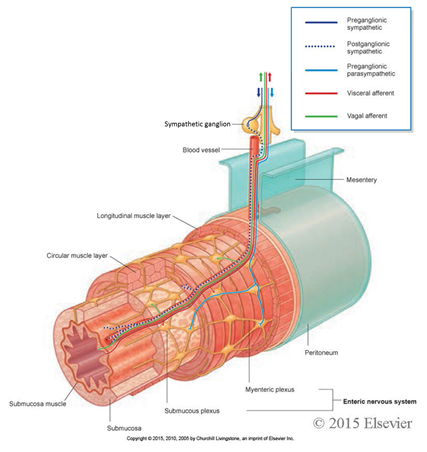 Preganglionic
sympathetic
Postganglionic
sympathetic
Preganglionic
parasympathetic
Visceral afferent
Vagal afferent
Sympathetic ganglion
Blood vessel
Mesentery
Longitudinal muscle layer
Circular muscle layer
Peritoneum
Myenteric plexus
Enteric nervous system
Submucosa muscle
Submucous plexus
Submucosa
© 2015 Elsevier
Copyright © 2015, 2010, 2005 by Churchill Livingstone, an imprint of Elsevier Inc.